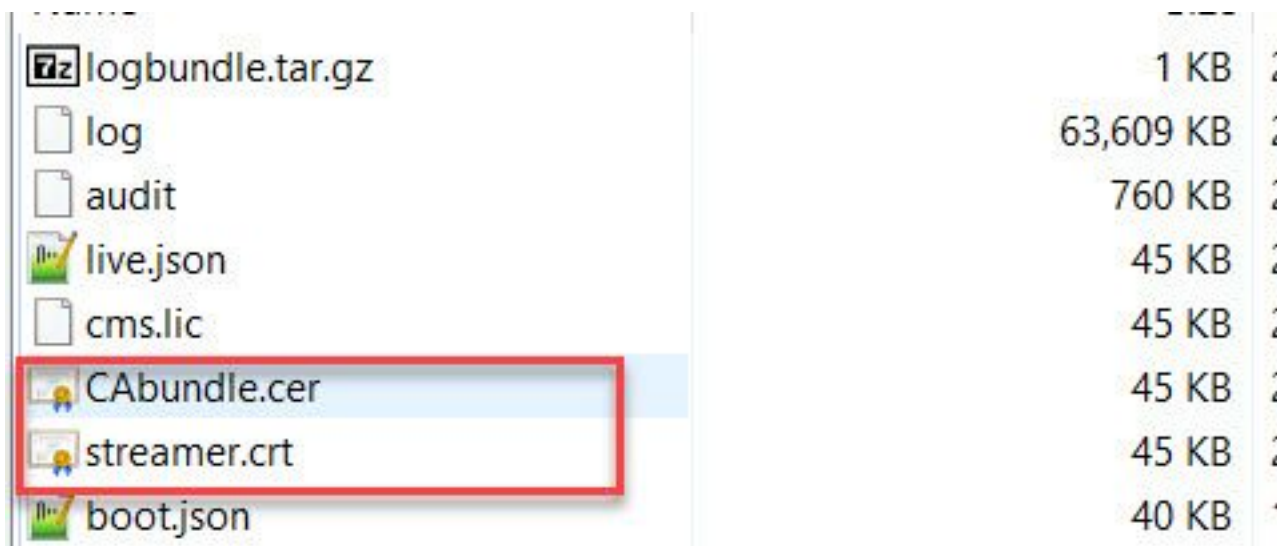 logbundle.tar.gz 1 KB
log 63,609 KB
audit 760 KB
live.json 45 KB
cms.lic 45 KB
CAbundle.cer 45 KB
streamer.crt 45 KB
boot.json 40 KB